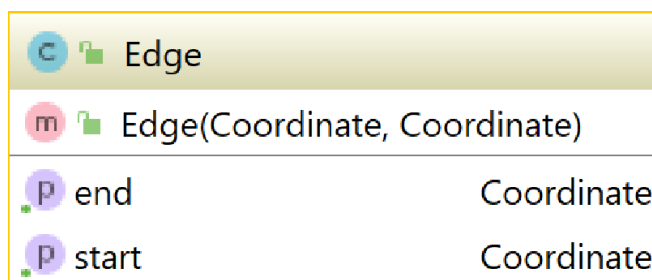 c Edge
m Edge(Coordinate, Coordinate)
p end Coordinate
p start Coordinate